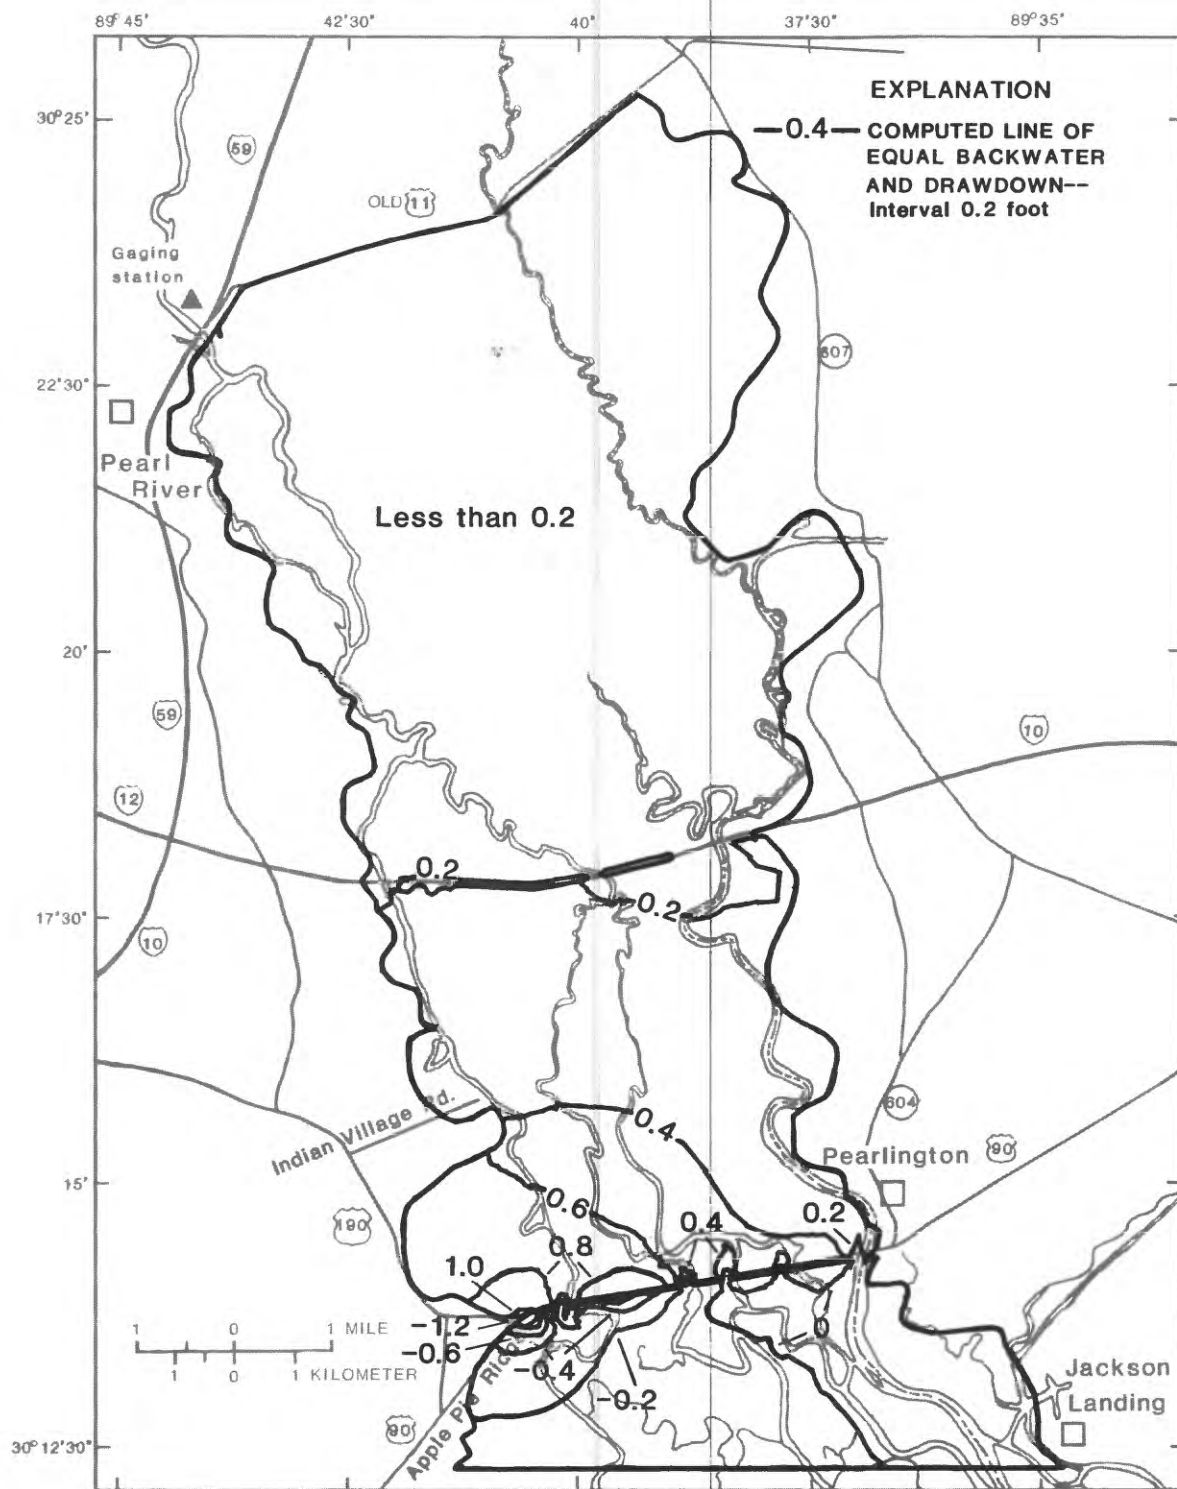 89° 45' 42'30" 40' 37'30" 89°35'
EXPLANATION
—0.4— COMPUTED LINE OF
EQUAL BACKWATER
AND DRAWDOWN--
Interval 0.2 foot
30°25'
59
OLD 11
Gaging
station
607
22'30"
Pearl
River
Less than 0.2
20'
59
10
12
0.2
0.2
17'30"
10
0.4
Indian Village Rd.
604
90
Pearlington
15'
0.6
190
0.4
0.2
0.8
1.0
-1.2
-0.6
-0.4
-0.2
0
1 0 1 MILE
1 0 1 KILOMETER
Apple Pie Ridge
90
Jackson
Landing
30°12'30"